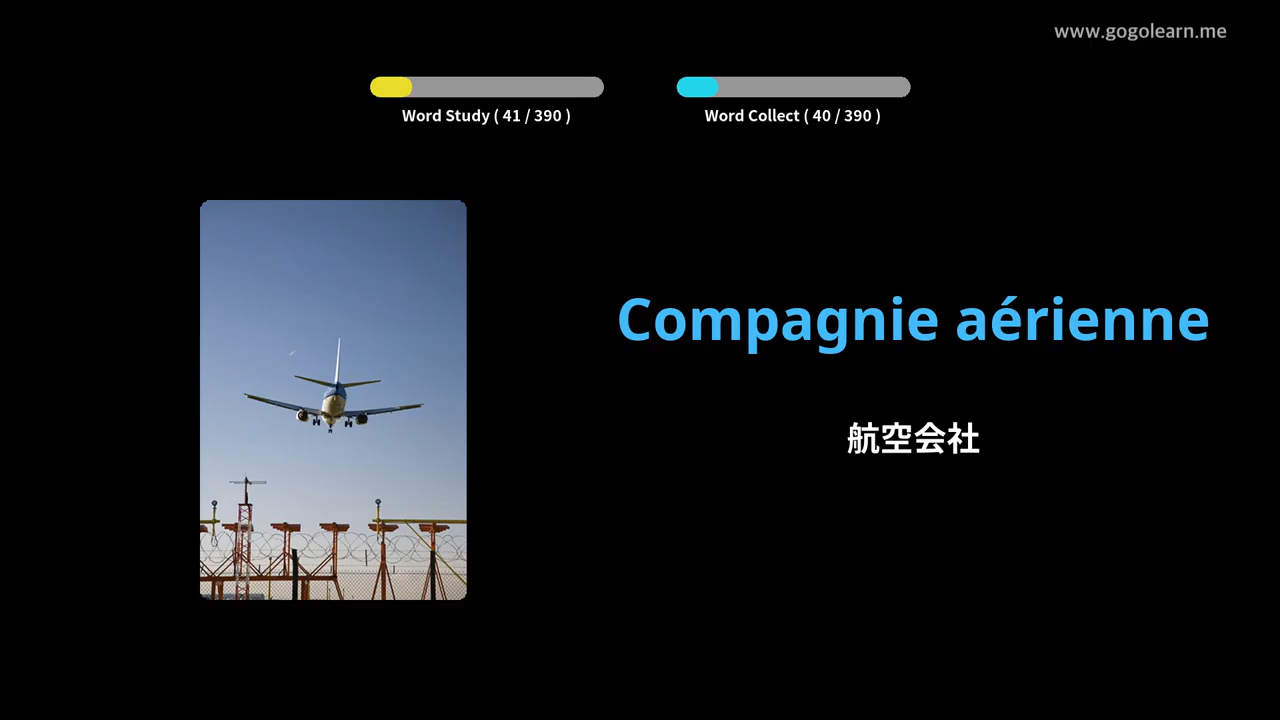 www.gogolearn.me
Word Study ( 41 / 390 )
Word Collect ( 40 / 390 )
Compagnie aérienne
航空会社